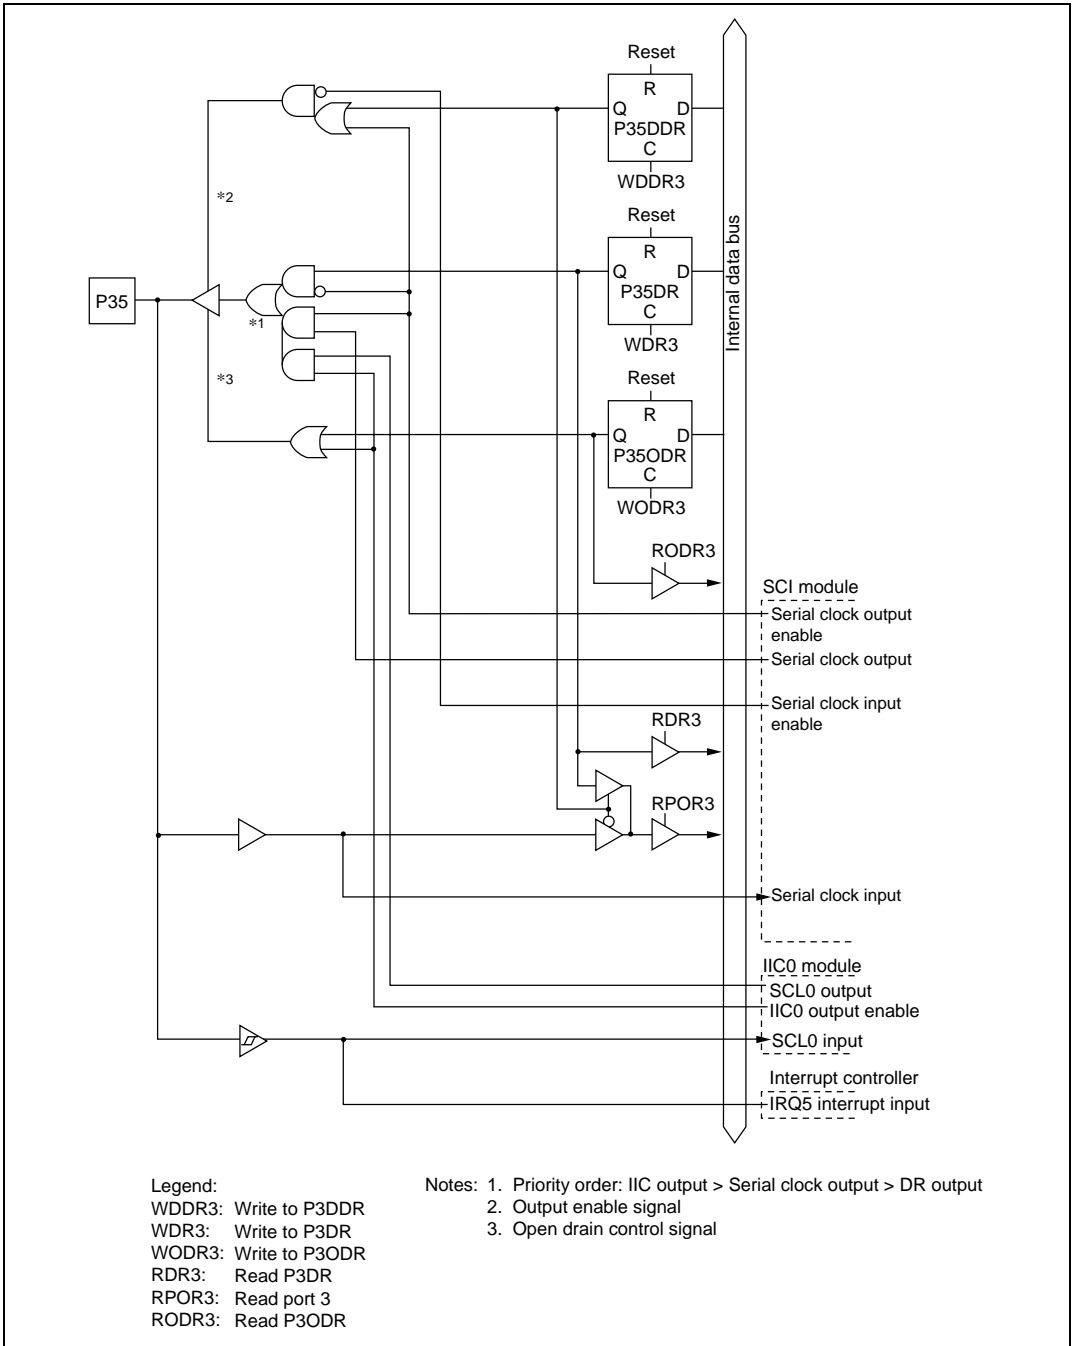 Reset
R
Q D
P35DDR
C
WDDR3
*2
Reset
R
Q D
P35DR
C
WDR3
P35
*1
*3
Reset
R
Q D
P35ODR
C
WODR3
Internal data bus
RODR3
SCI module
Serial clock output
enable
Serial clock output
Serial clock input
enable
RDR3
RPOR3
Serial clock input
IIC0 module
SCL0 output
IIC0 output enable
SCL0 input
Interrupt controller
IRQ5 interrupt input
Legend:
WDDR3: Write to P3DDR
WDR3: Write to P3DR
WODR3: Write to P3ODR
RDR3: Read P3DR
RPOR3: Read port 3
RODR3: Read P3ODR
Notes: 1. Priority order: IIC output > Serial clock output > DR output
2. Output enable signal
3. Open drain control signal